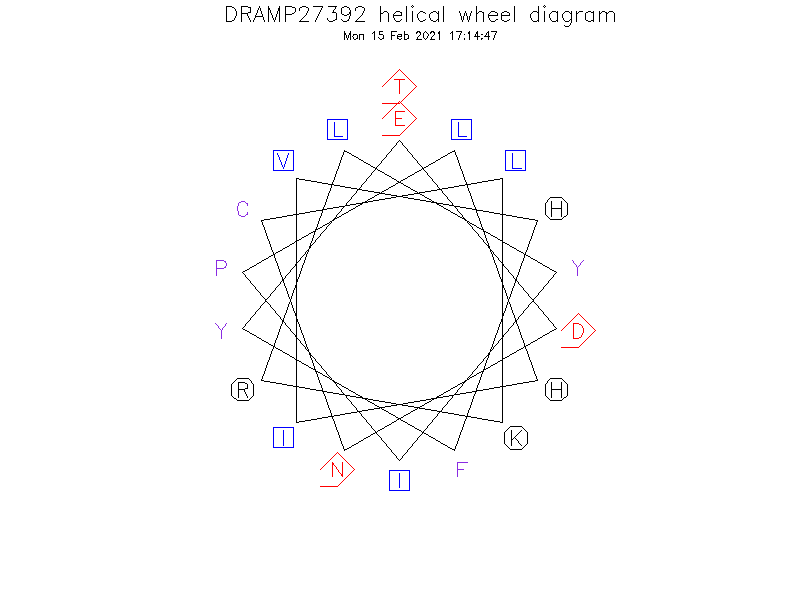 DRAMP27392 helical wheel diagram
Mon 15 Feb 2021 17:14:47
T
E
L L
V L
C H
P Y
Y D
R H
I K
N F
I